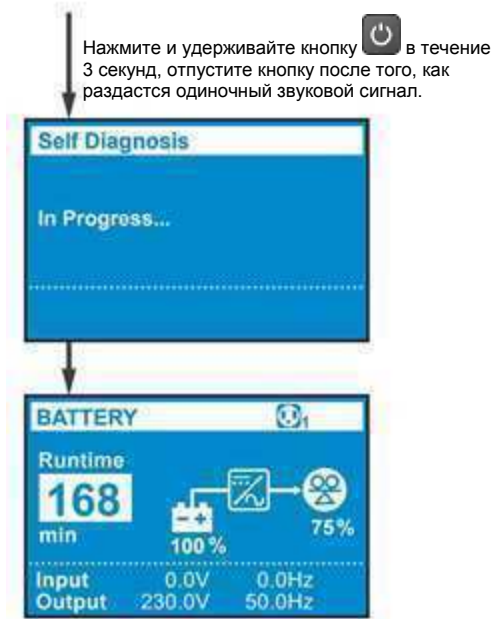 Нажмите и удерживайте кнопку в течение
3 секунд, отпустите кнопку после того, как
раздастся одиночный звуковой сигнал.
Self Diagnosis
In Progress...
BATTERY 1
Runtime
168
min
100 %
75%
Input 0.0V 0.0Hz
Output 230.0V 50.0Hz